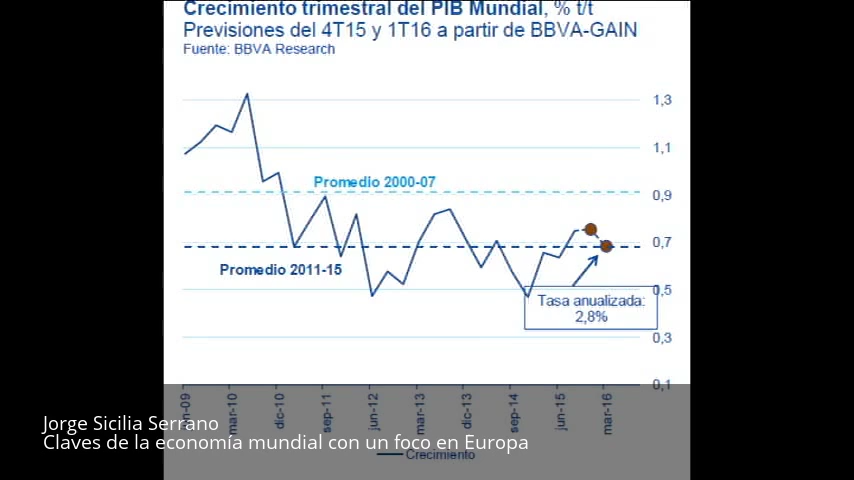 Crecimiento trimestral del PIB Mundial, % t/t
Previsiones del 4T15 y 1T16 a partir de BBVA-GAIN
Fuente: BBVA Research
1,3
1,1
Promedio 2000-07
0,9
0,7
Promedio 2011-15
0,5
Tasa anualizada:
2,8%
0,3
0,1
mar-10
dic-10
sep-11
jun-12
mar-13
dic-13
sep-14
jun-15
mar-16
Jorge Sicilia Serrano
Claves de la economía mundial con un foco en Europa
Crecimiento